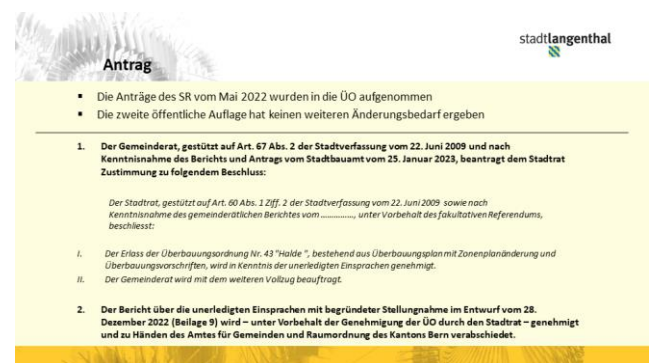 stadtlangenthal
Antrag
▪ Die Anträge des SR vom Mai 2022 wurden in die ÜO aufgenommen
▪ Die zweite öffentliche Auflage hat keinen weiteren Änderungsbedarf ergeben
1. Der Gemeinderat, gestützt auf Art. 67 Abs. 2 der Stadtverfassung vom 22. Juni 2009 und nach
Kenntnisnahme des Berichts und Antrags vom Stadtbauamt vom 25. Januar 2023, beantragt dem Stadtrat
Zustimmung zu folgendem Beschluss:
Der Stadtrat, gestützt auf Art. 60 Abs. 1 Ziff. 2 der Stadtverfassung vom 22. Juni 2009 sowie nach
Kenntnisnahme des gemeinderätlichen Berichtes vom .............., unter Vorbehalt des fakultativen Referendums,
beschliesst:
I. Der Erlass der Überbauungsordnung Nr. 43 "Halde ", bestehend aus Überbauungsplan mit Zonenplanänderung und
Überbauungsvorschriften, wird in Kenntnis der unerledigten Einsprachen genehmigt.
II. Der Gemeinderat wird mit dem weiteren Vollzug beauftragt.
2. Der Bericht über die unerledigten Einsprachen mit begründeter Stellungnahme im Entwurf vom 28.
Dezember 2022 (Beilage 9) wird – unter Vorbehalt der Genehmigung der ÜO durch den Stadtrat – genehmigt
und zu Händen des Amtes für Gemeinden und Raumordnung des Kantons Bern verabschiedet.